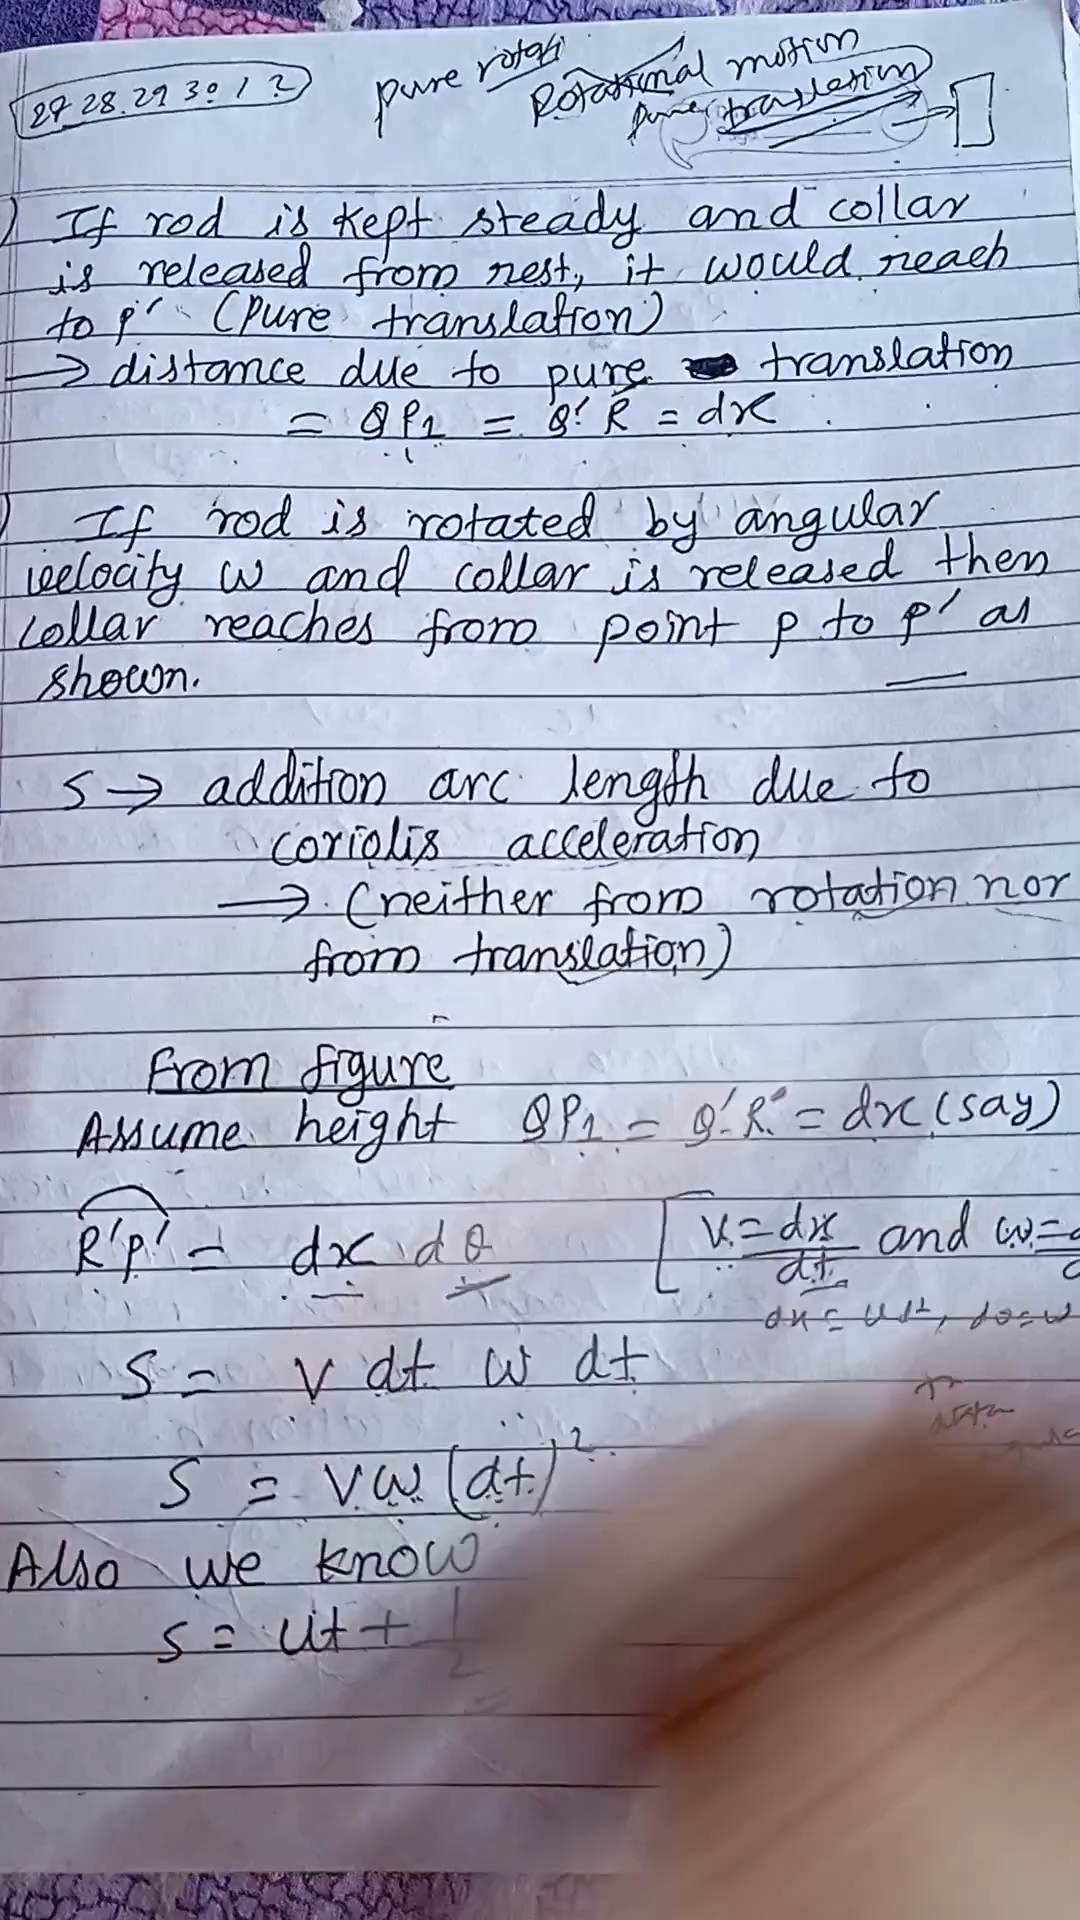 27 28.29 30 1 2
pure rotati
Rotational motion
pure translation
If rod is kept steady and collar
is released from rest, it would reach
to p' (Pure translation)
→ distance due to pure translation
= QP1 = Q'R = dx
If rod is rotated by angular
velocity ω and collar is released then
collar reaches from point p to p' as
shown.
S → addition arc length due to
coriolis acceleration
→ (neither from rotation nor
from translation)
From figure
Assume height QP1 = Q'R' = dx (say)
R'p' = dx dθ [ V = dx/dt and ω =
S = V dt ω dt
S = Vω (dt)²
Also we know
S = ut + 1/2